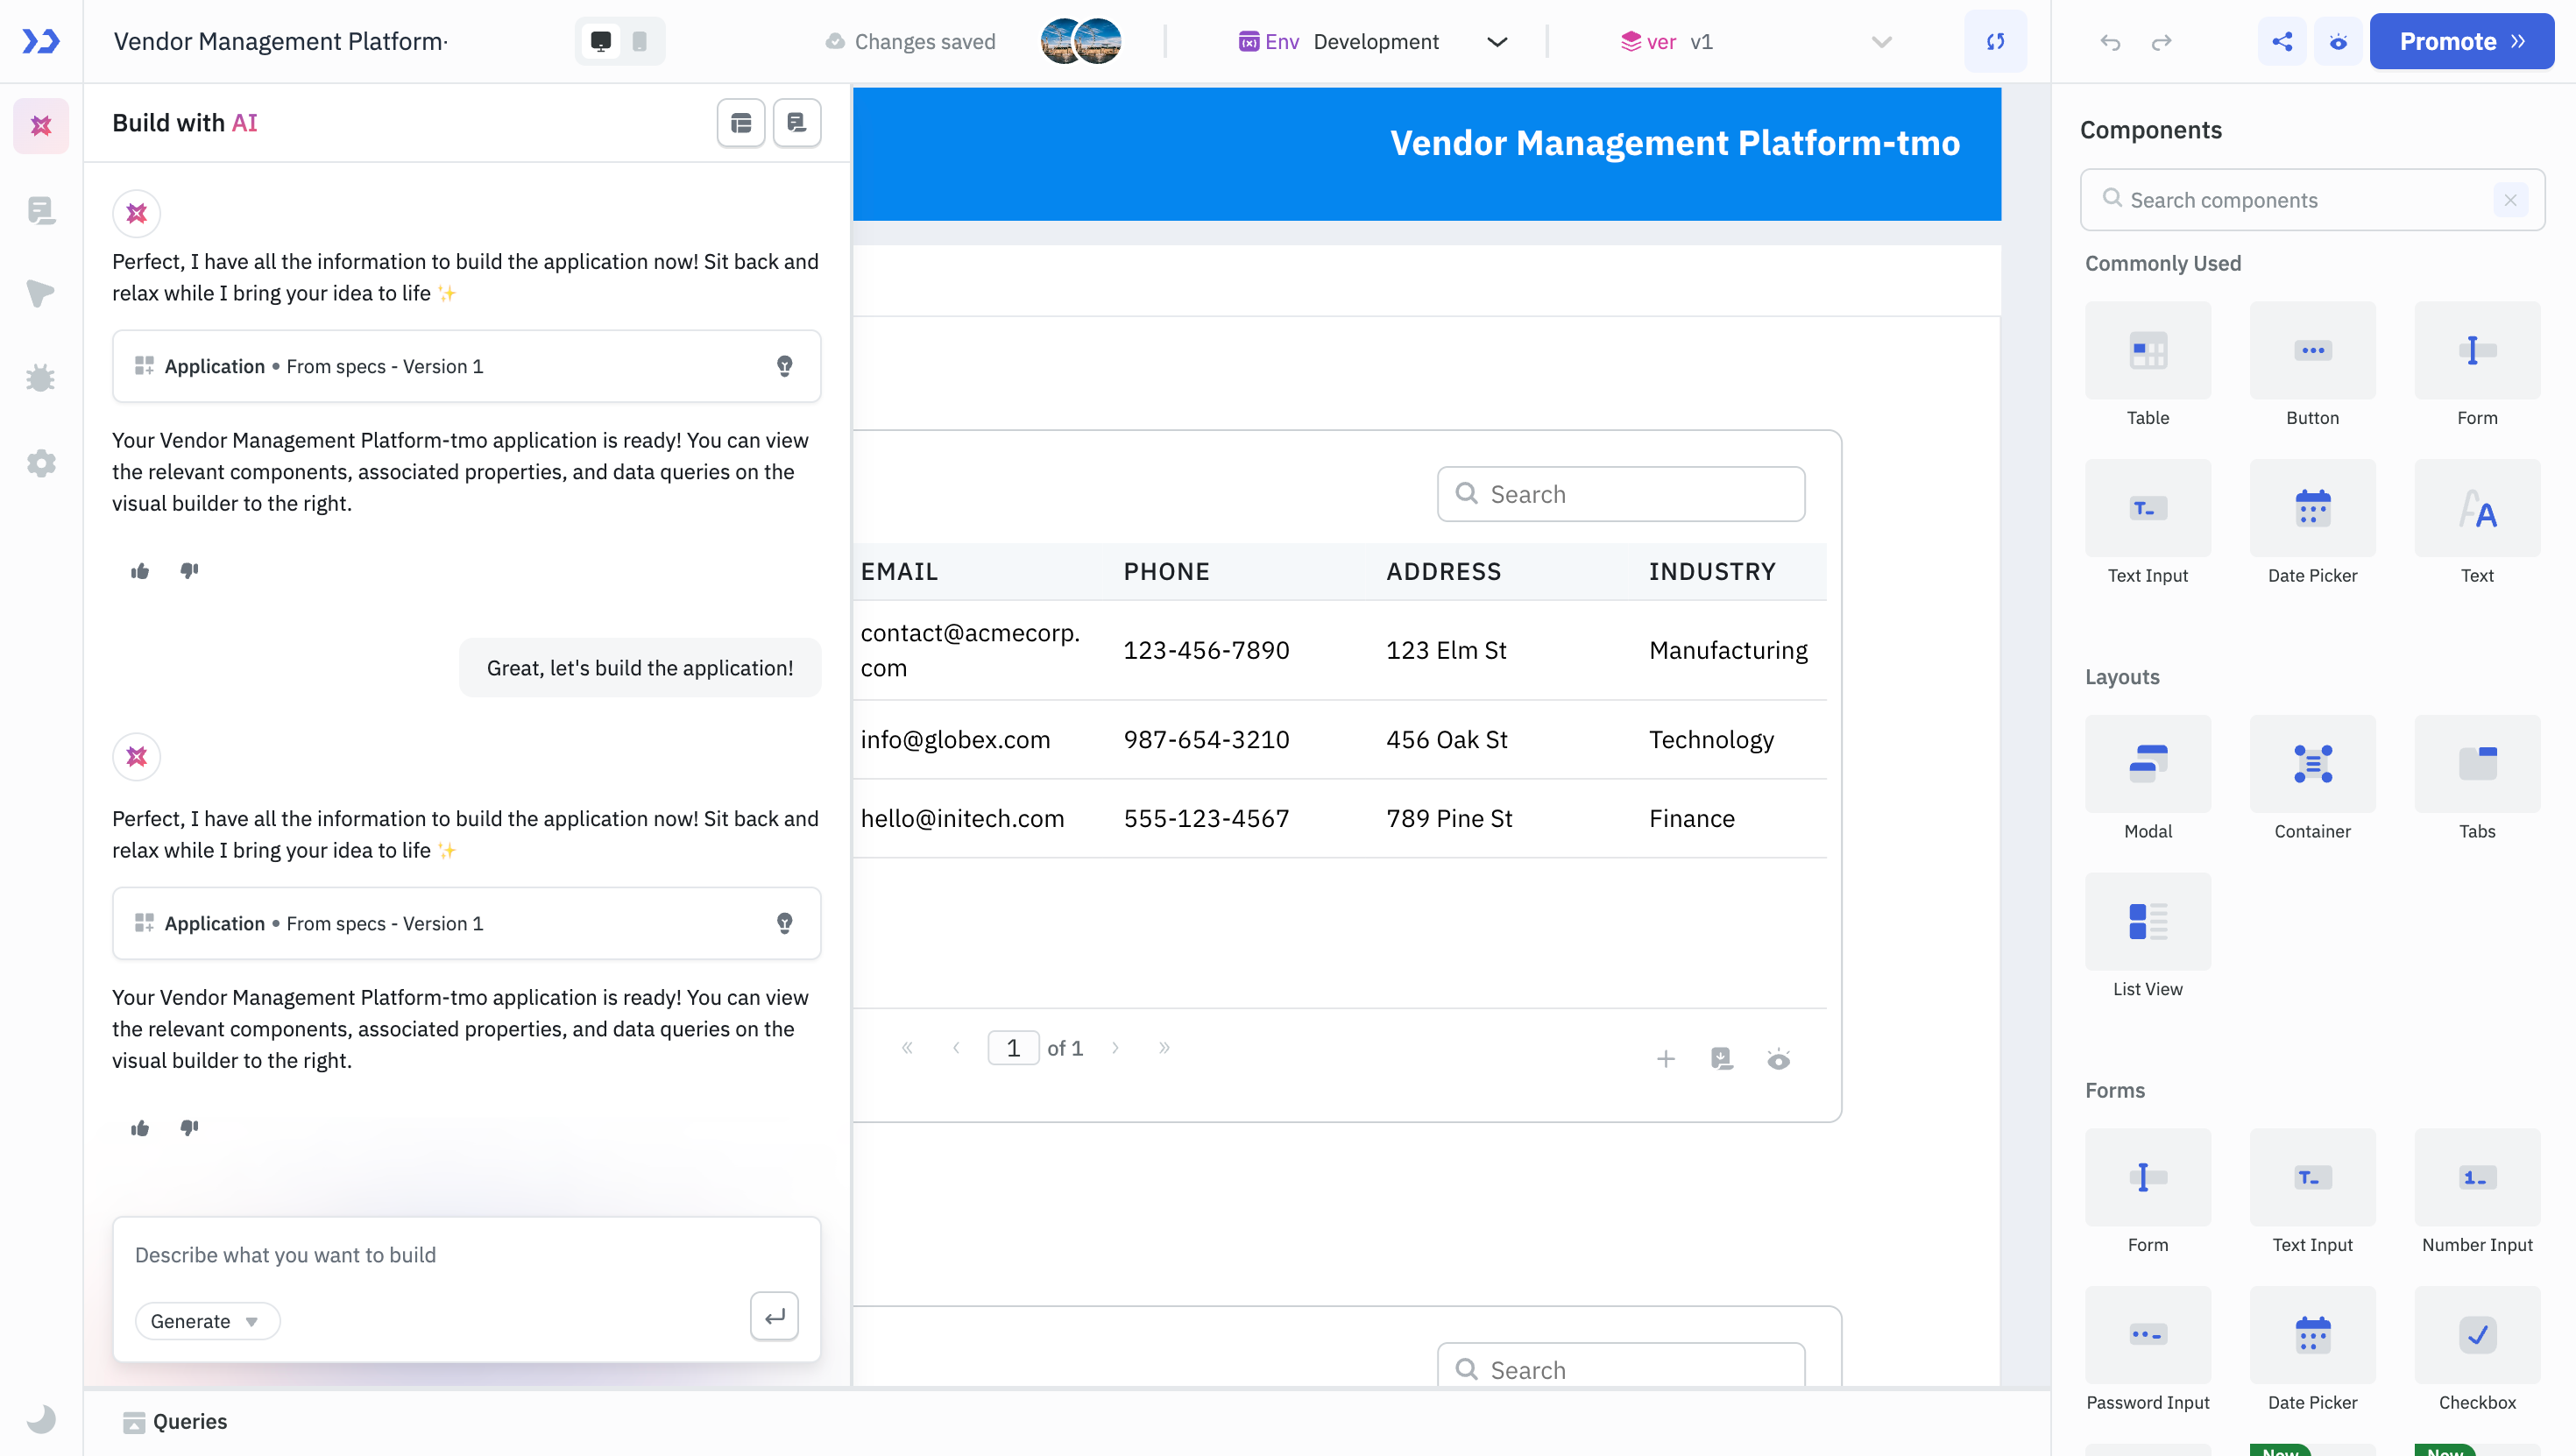 Vendor Management Platform-
Changes saved
Env Development
ver v1
Promote
Build with AI
Perfect, I have all the information to build the application now! Sit back and
relax while I bring your idea to life ✨
Application • From specs - Version 1
Your Vendor Management Platform-tmo application is ready! You can view
the relevant components, associated properties, and data queries on the
visual builder to the right.
Great, let's build the application!
Perfect, I have all the information to build the application now! Sit back and
relax while I bring your idea to life ✨
Application • From specs - Version 1
Your Vendor Management Platform-tmo application is ready! You can view
the relevant components, associated properties, and data queries on the
visual builder to the right.
Describe what you want to build
Generate
Queries
Vendor Management Platform-tmo
Search
EMAIL PHONE ADDRESS INDUSTRY
contact@acmecorp.
com
123-456-7890 123 Elm St Manufacturing
info@globex.com 987-654-3210 456 Oak St Technology
hello@initech.com 555-123-4567 789 Pine St Finance
1 of 1
Search
Components
Search components
Commonly Used
Table Button Form
Text Input Date Picker Text
Layouts
Modal Container Tabs
List View
Forms
Form Text Input Number Input
Password Input Date Picker Checkbox
New New